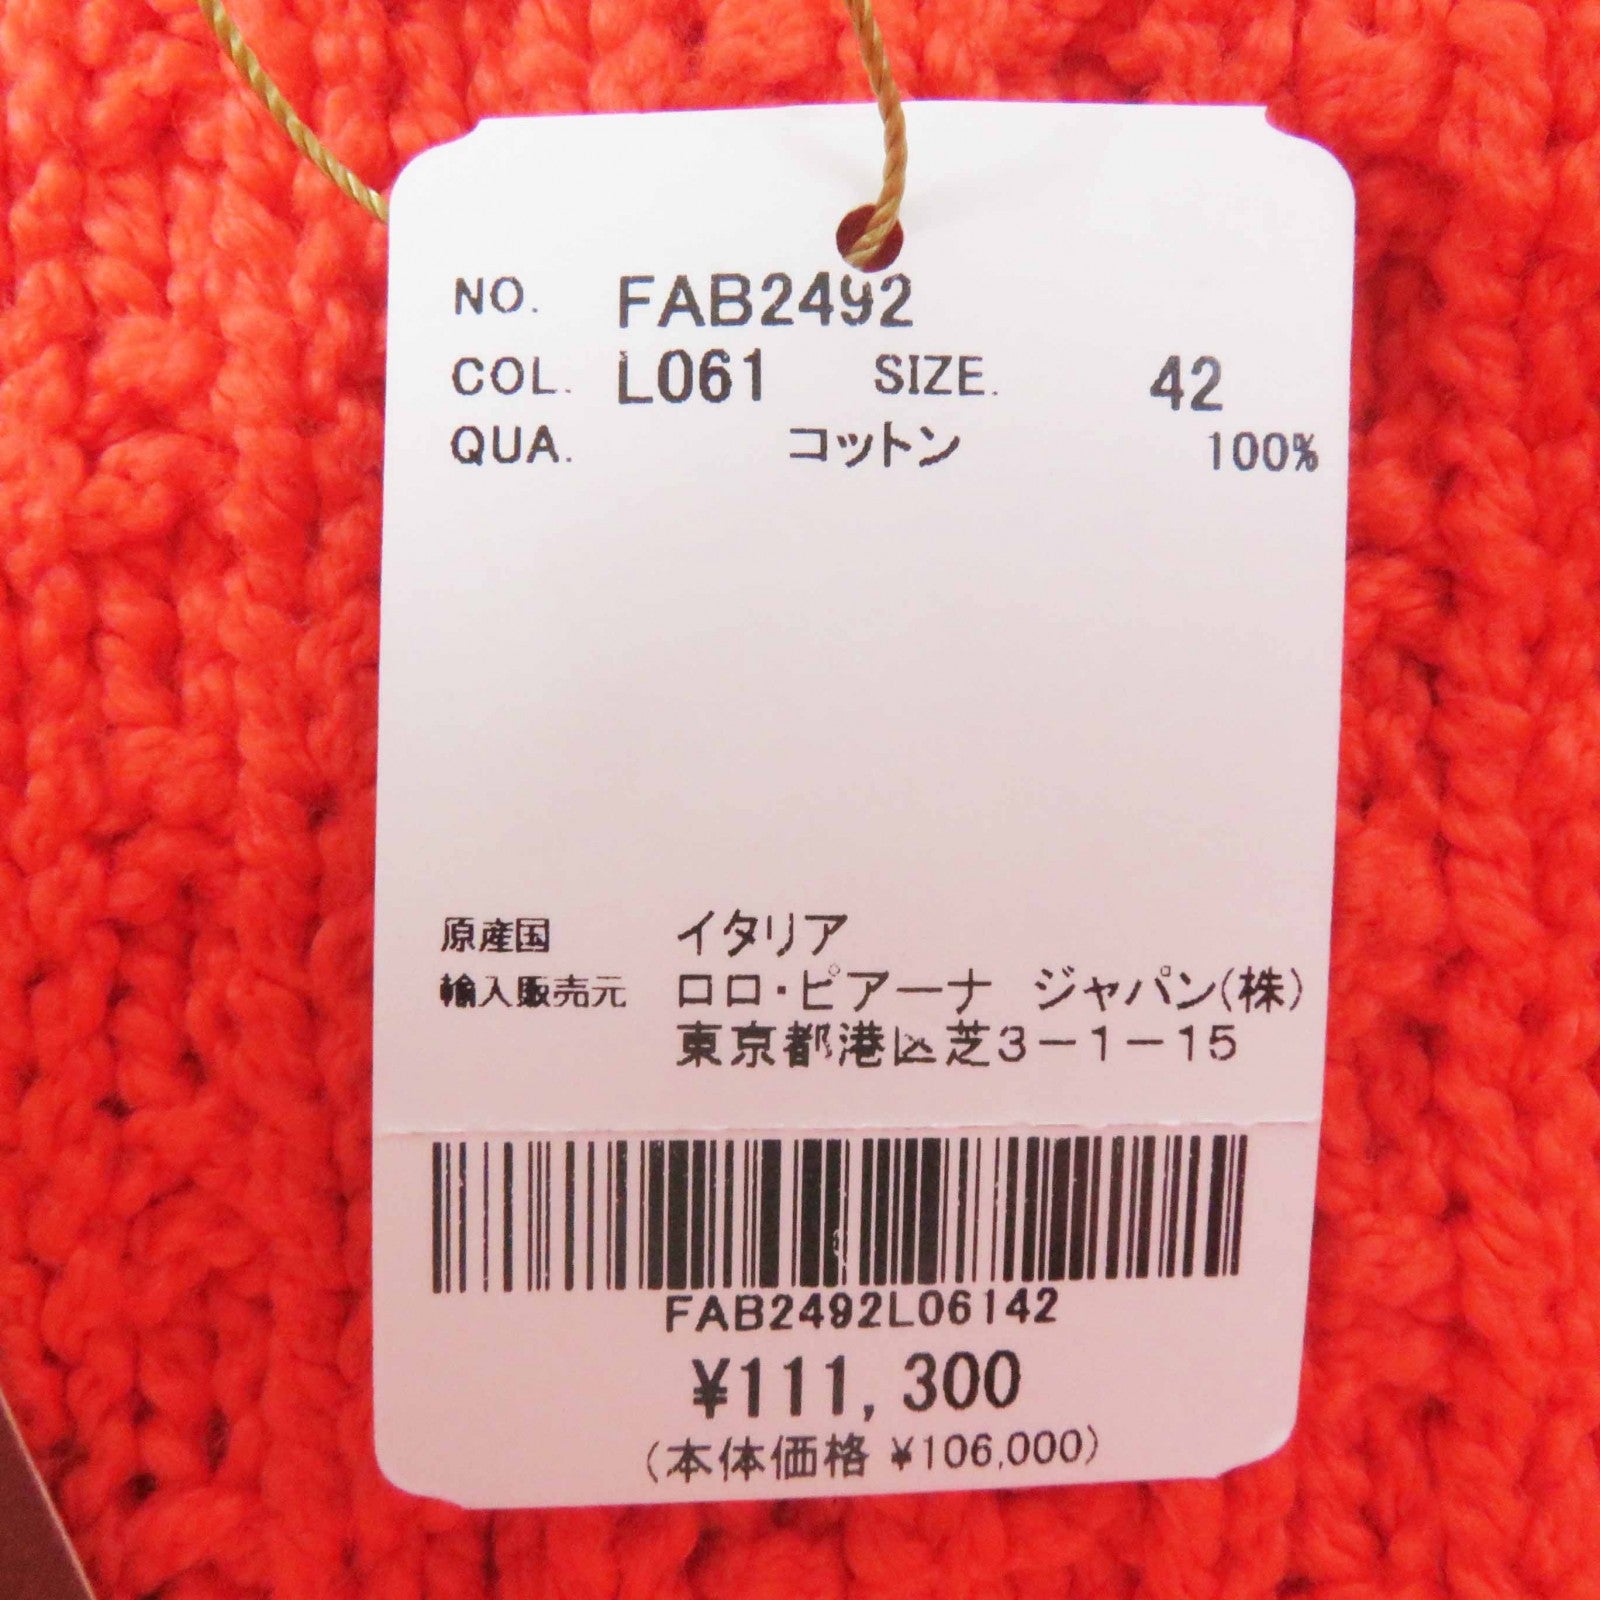 NO. FAB2492
COL. L061 SIZE. 42
QUA. コットン 100%
原産国 イタリア
輸入販売元 ロロ・ピアーナ ジャパン(株)
東京都港区芝3－1－15
FAB2492L06142
¥111,300
(本体価格 ¥106,000)